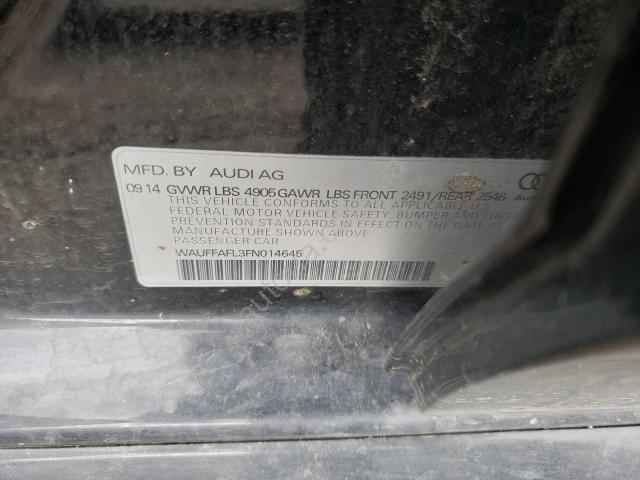 MFD. BY AUDI AG
09 14 GVWR LBS 4905 GAWR LBS FRONT 2491/REAR 2546
THIS VEHICLE CONFORMS TO ALL APPLICABLE U.S.
FEDERAL MOTOR VEHICLE SAFETY, BUMPER AND THEFT
PREVENTION STANDARDS IN EFFECT ON THE DATE OF
MANUFACTURE SHOWN ABOVE.
PASSENGER CAR
WAUFFAFL3FN014645